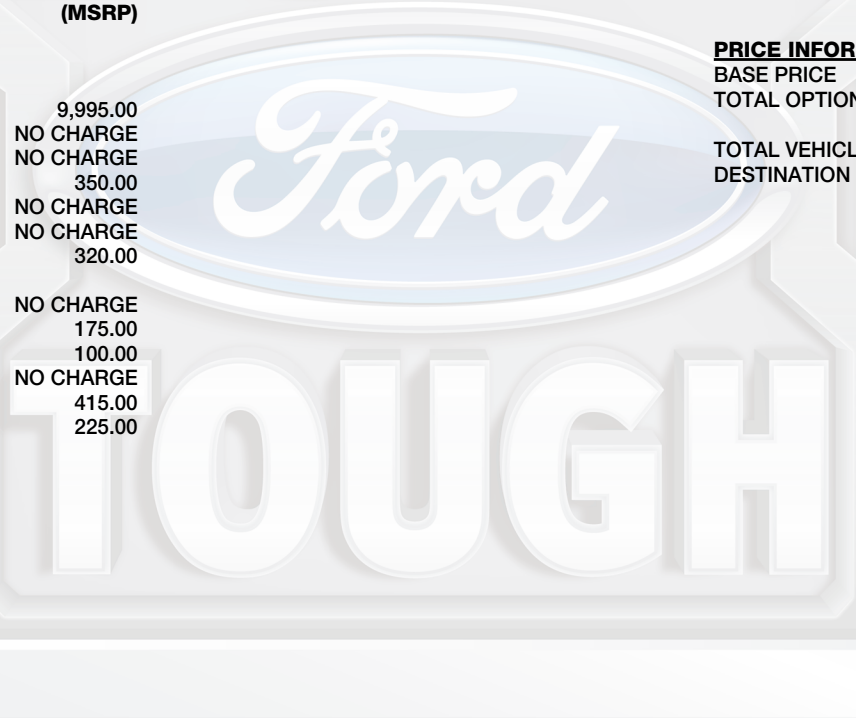 (MSRP)
9,995.00
NO CHARGE
NO CHARGE
350.00
NO CHARGE
NO CHARGE
320.00
NO CHARGE
175.00
100.00
NO CHARGE
415.00
225.00
PRICE INFOR
BASE PRICE
TOTAL OPTION
TOTAL VEHICL
DESTINATION
Ford
TOUGH